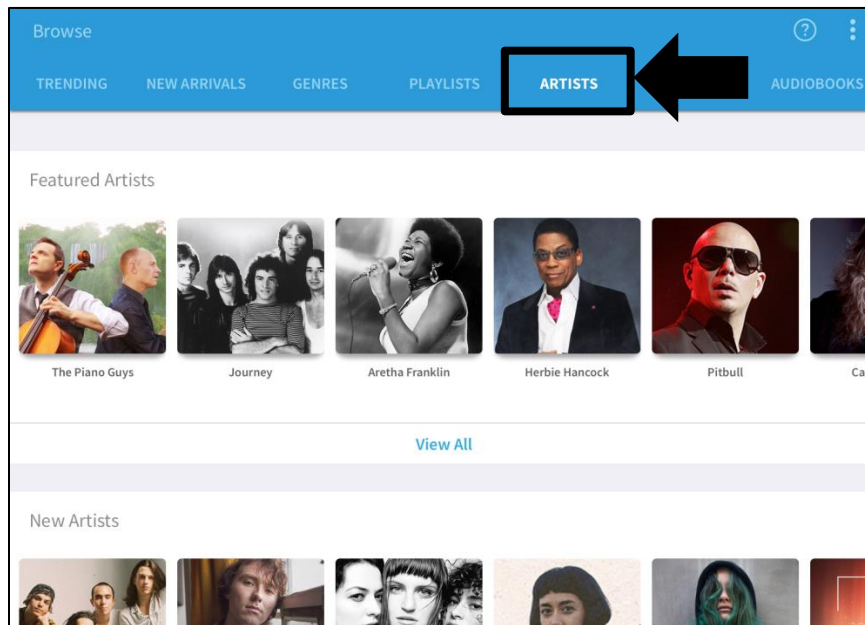 Browse
TRENDING NEW ARRIVALS GENRES PLAYLISTS ARTISTS AUDIOBOOKS
Featured Artists
The Piano Guys Journey Aretha Franklin Herbie Hancock Pitbull Ca
View All
New Artists